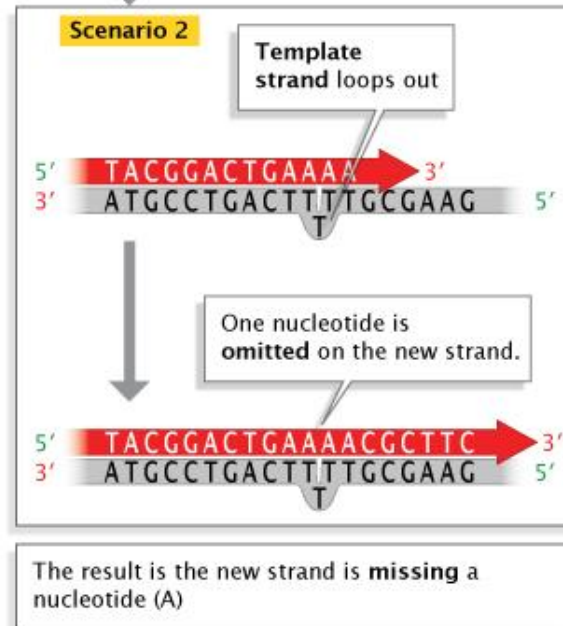 Scenario 2
Template
strand loops out
5′ TACGGACTGAAAA 3′
3′ ATGCCTGACTTTTGCGAAG 5′
T
One nucleotide is
omitted on the new strand.
5′ TACGGACTGAAAACGCTTC 3′
3′ ATGCCTGACTTTTGCGAAG 5′
T
The result is the new strand is missing a
nucleotide (A)